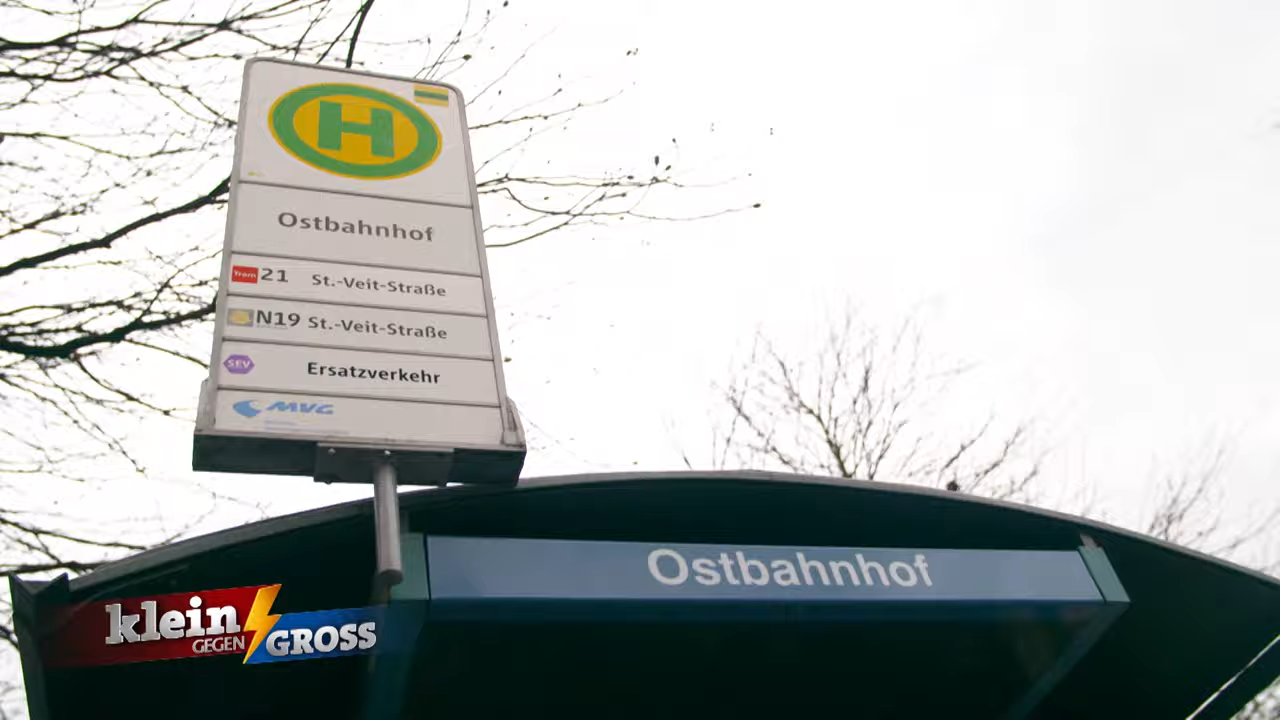 H
Ostbahnhof
Tram 21 St.-Veit-Straße
N19 St.-Veit-Straße
SEV Ersatzverkehr
MVG
Ostbahnhof
klein
GEGEN
GROSS